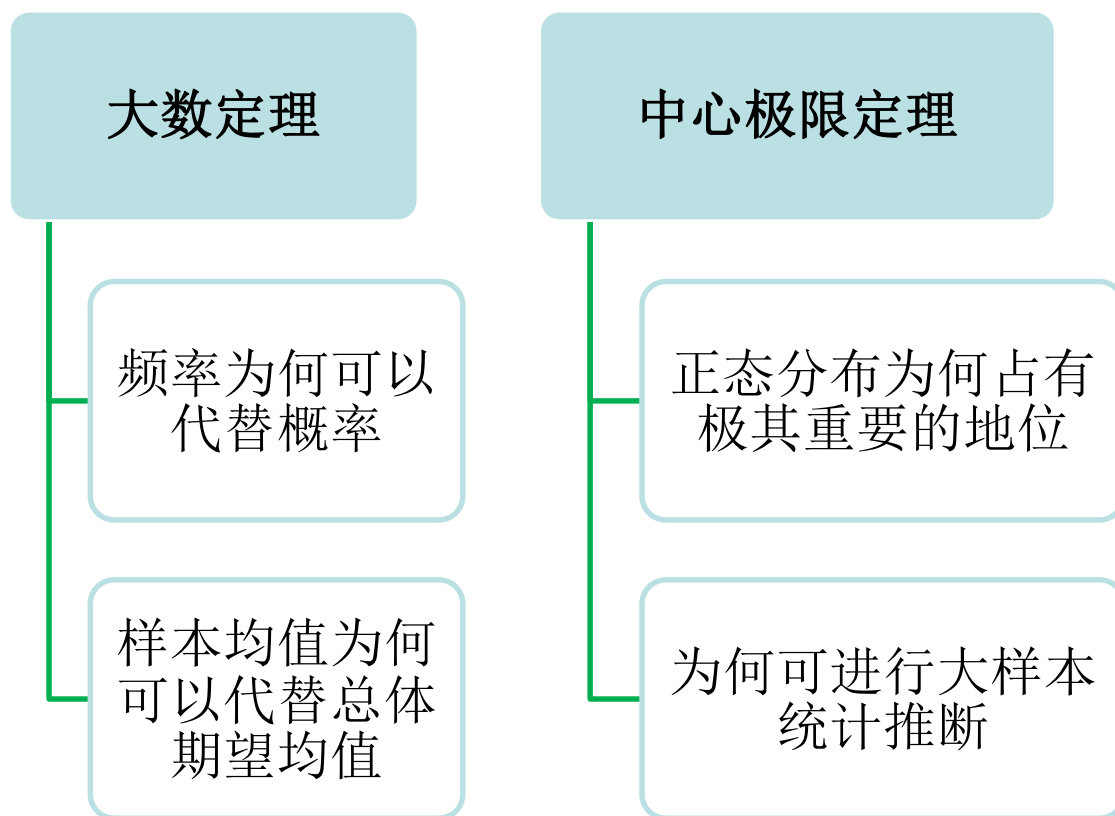 大数定理
频率为何可以
代替概率
样本均值为何
可以代替总体
期望均值
中心极限定理
正态分布为何占有
极其重要的地位
为何可进行大样本
统计推断